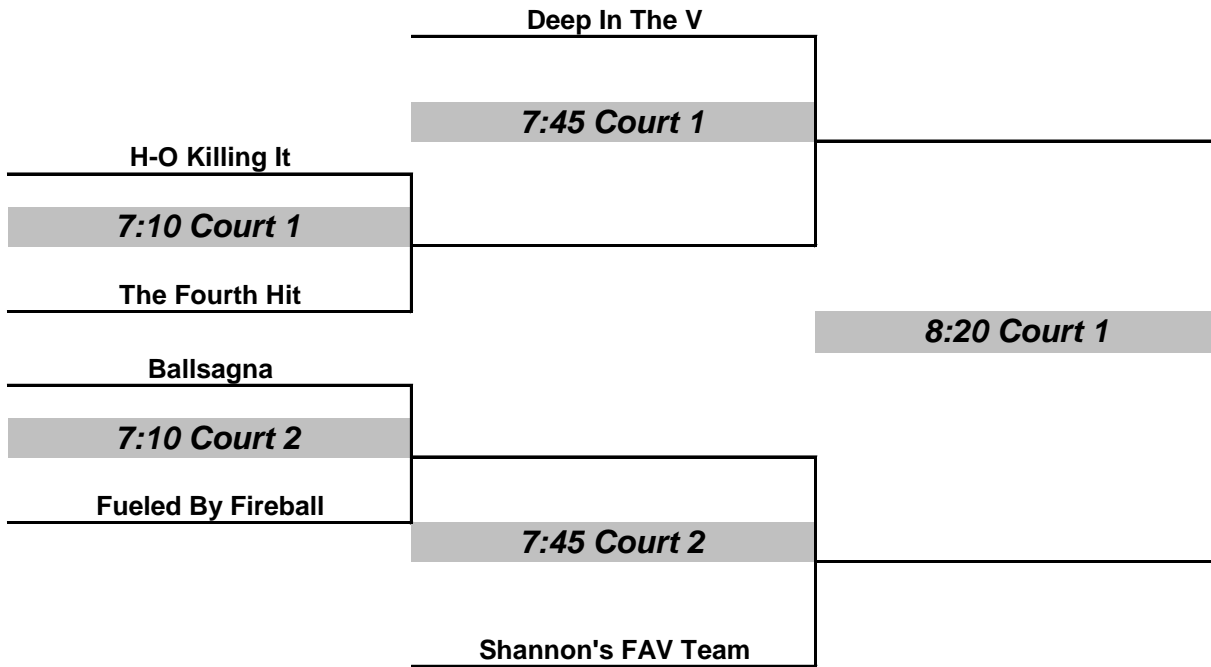 Deep In The V
7:45 Court 1
H-O Killing It
7:10 Court 1
The Fourth Hit
8:20 Court 1
Ballsagna
7:10 Court 2
Fueled By Fireball
7:45 Court 2
Shannon's FAV Team